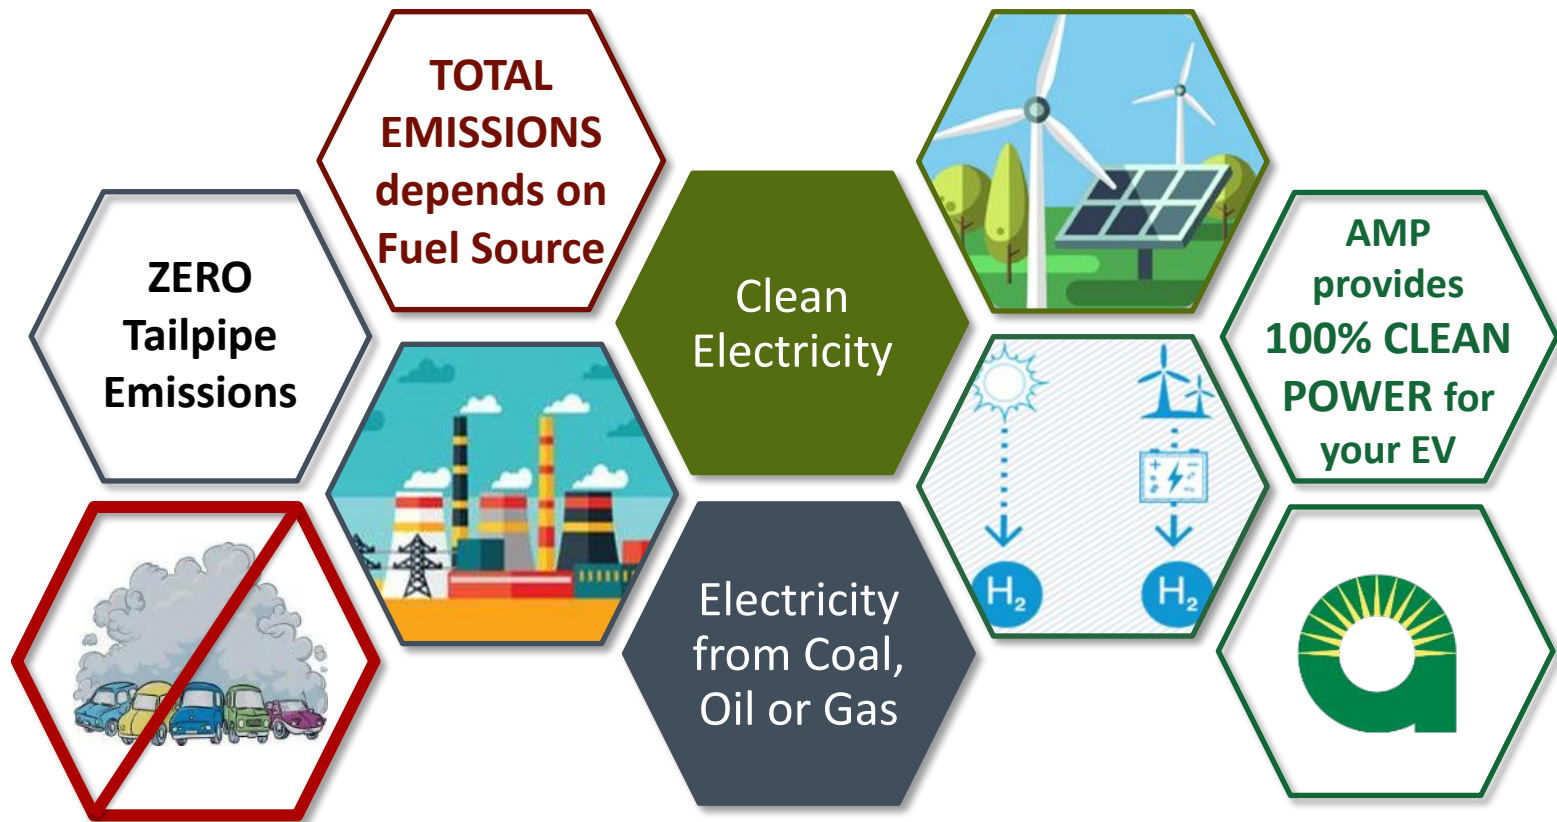 TOTAL
EMISSIONS
depends on
Fuel Source
ZERO
Tailpipe
Emissions
Clean
Electricity
Electricity
from Coal,
Oil or Gas
H₂
H₂
AMP
provides
100% CLEAN
POWER for
your EV
a